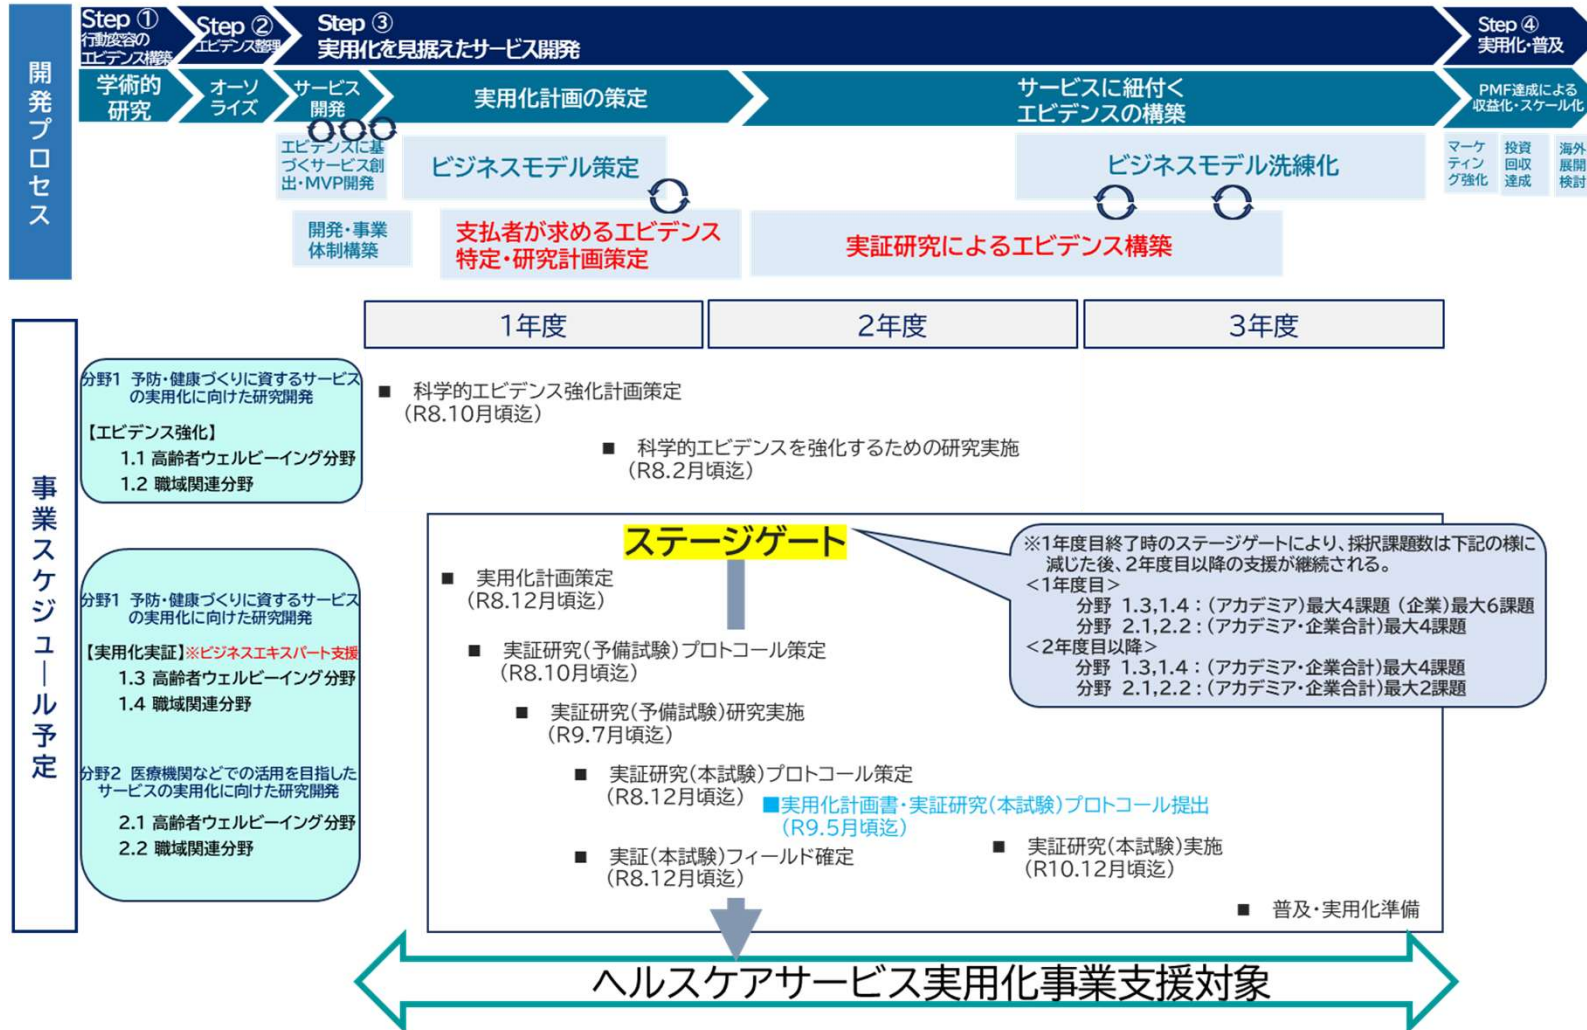 開発プロセス
Step ①
行動変容の
エビデンス構築
Step ②
エビデンス整理
Step ③
実用化を見据えたサービス開発
Step ④
実用化・普及
学術的
研究
オーソ
ライズ
サービス
開発
実用化計画の策定
サービスに紐付く
エビデンスの構築
PMF達成による
収益化・スケール化
エビデンスに基
づくサービス創
出・MVP開発
ビジネスモデル策定
ビジネスモデル洗練化
マーケ
ティン
グ強化
投資
回収
達成
海外
展開
検討
開発・事業
体制構築
支払者が求めるエビデンス
特定・研究計画策定
実証研究によるエビデンス構築
事業スケジュール予定
1年度
2年度
3年度
分野1 予防・健康づくりに資するサービス
の実用化に向けた研究開発
【エビデンス強化】
1.1 高齢者ウェルビーイング分野
1.2 職域関連分野
■ 科学的エビデンス強化計画策定
(R8.10月頃迄)
■ 科学的エビデンスを強化するための研究実施
(R8.2月頃迄)
分野1 予防・健康づくりに資するサービス
の実用化に向けた研究開発
【実用化実証】※ビジネスエキスパート支援
1.3 高齢者ウェルビーイング分野
1.4 職域関連分野
分野2 医療機関などでの活用を目指した
サービスの実用化に向けた研究開発
2.1 高齢者ウェルビーイング分野
2.2 職域関連分野
ステージゲート
※1年度目終了時のステージゲートにより、採択課題数は下記の様に
減じた後、2年度目以降の支援が継続される。
<1年度目>
分野 1.3,1.4：(アカデミア)最大4課題 (企業)最大6課題
分野 2.1,2.2：(アカデミア・企業合計)最大4課題
<2年度目以降>
分野 1.3,1.4：(アカデミア・企業合計)最大4課題
分野 2.1,2.2：(アカデミア・企業合計)最大2課題
■ 実用化計画策定
(R8.12月頃迄)
■ 実証研究(予備試験)プロトコール策定
(R8.10月頃迄)
■ 実証研究(予備試験)研究実施
(R9.7月頃迄)
■ 実証研究(本試験)プロトコール策定
(R8.12月頃迄)
■実用化計画書・実証研究(本試験)プロトコール提出
(R9.5月頃迄)
■ 実証(本試験)フィールド確定
(R8.12月頃迄)
■ 実証研究(本試験)実施
(R10.12月頃迄)
■ 普及・実用化準備
ヘルスケアサービス実用化事業支援対象